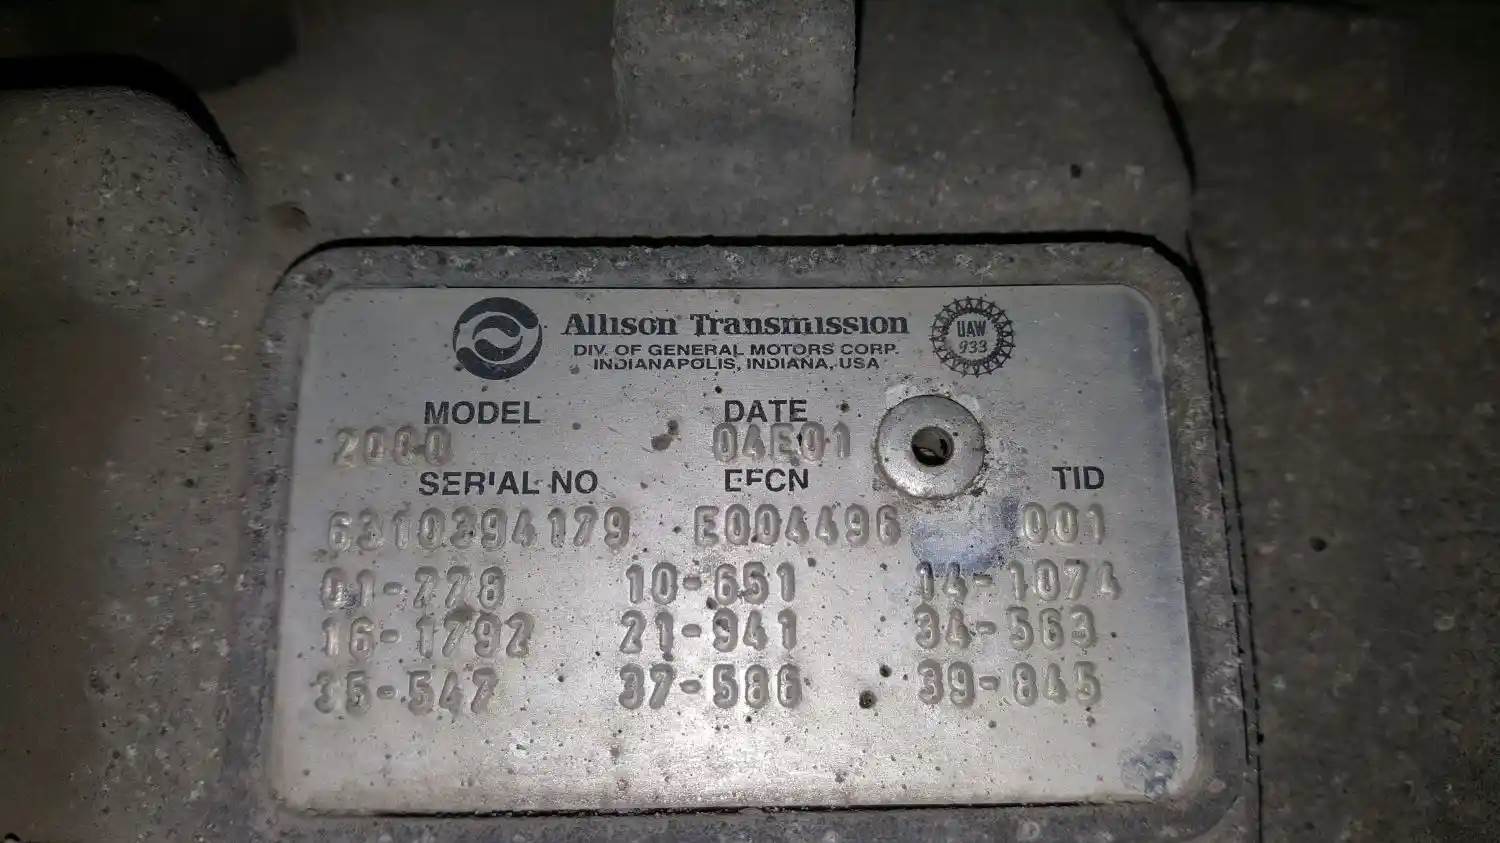 Allison Transmission
DIV. OF GENERAL MOTORS CORP.
INDIANAPOLIS, INDIANA, USA
UAW
933
MODEL DATE
2000 04E01
SERIAL NO EFCN TID
6310394179 E004496 001
01-228 10-651 14-1074
16-1792 21-941 34-563
35-547 37-586 39-845